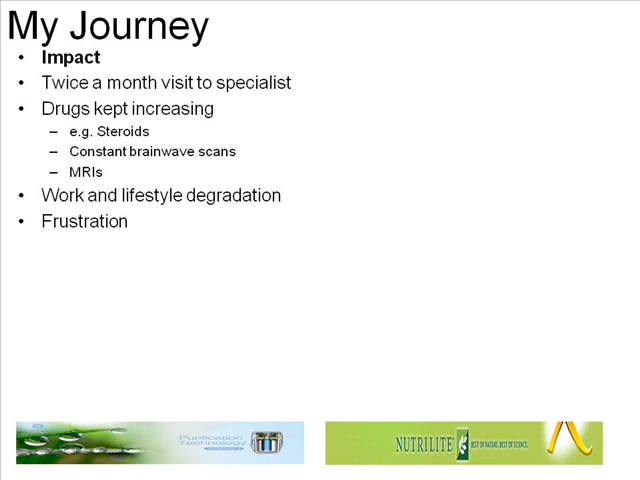 My Journey
• Impact
• Twice a month visit to specialist
• Drugs kept increasing
– e.g. Steroids
– Constant brainwave scans
– MRIs
• Work and lifestyle degradation
• Frustration
Purification
Technology
NUTRILITE BEST OF NATURE. BEST OF SCIENCE.